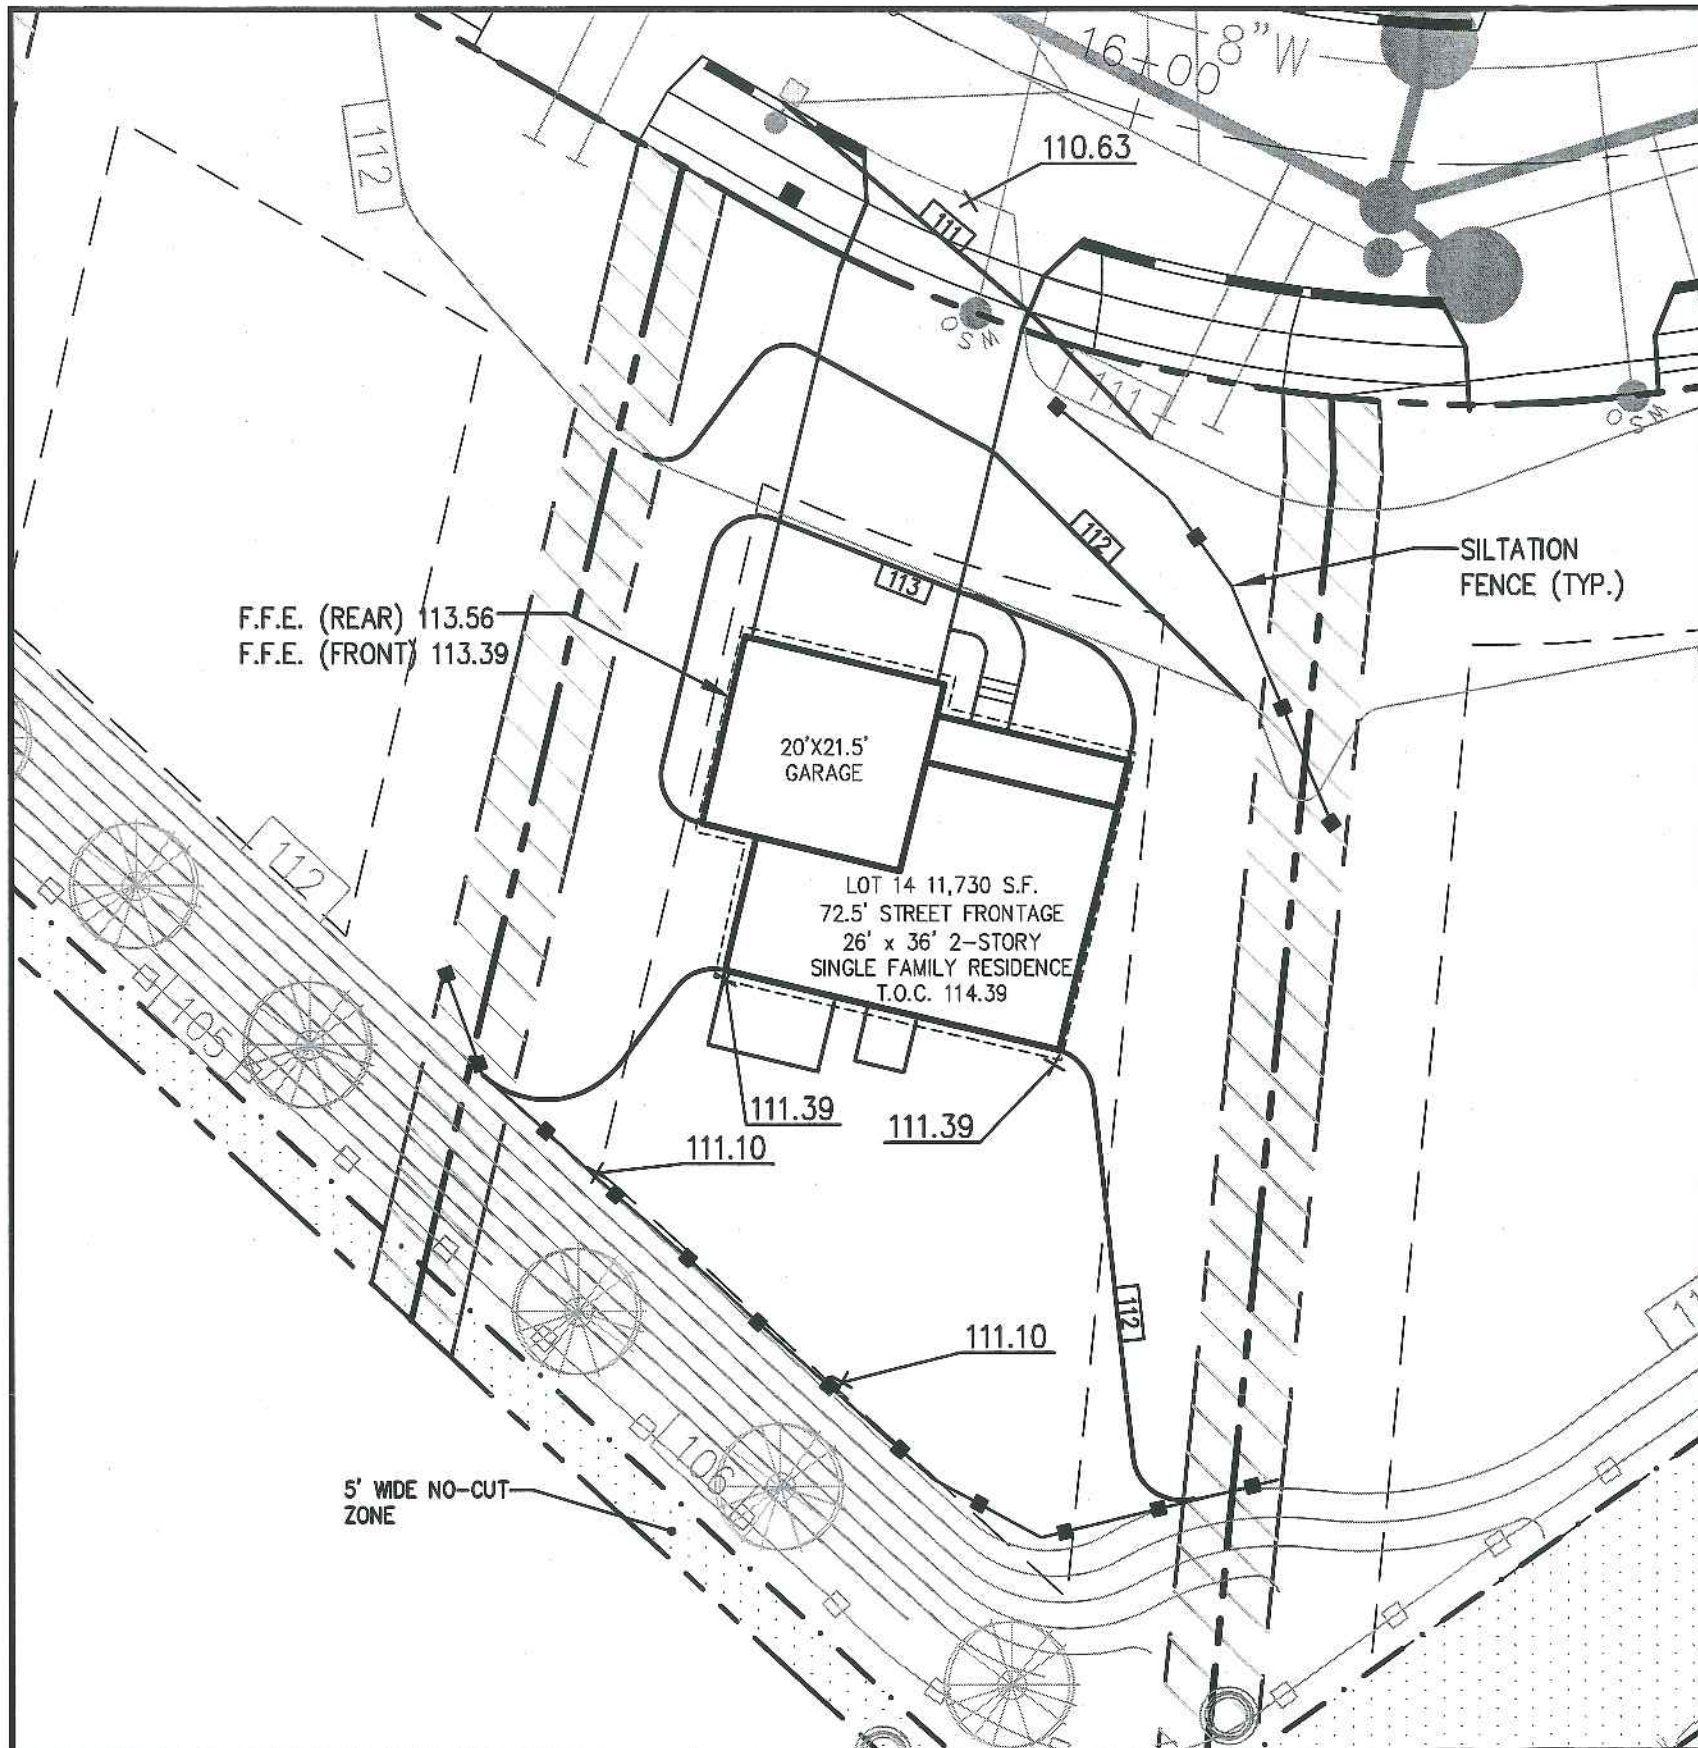 8"W
16+00
112
110.63
111
OSW
111
OSW
112
SILTATION
FENCE (TYP.)
113
F.F.E. (REAR) 113.56
F.F.E. (FRONT) 113.39
20'X21.5'
GARAGE
112
LOT 14 11,730 S.F.
72.5' STREET FRONTAGE
26' x 36' 2-STORY
SINGLE FAMILY RESIDENCE
T.O.C. 114.39
105
111.39
111.39
111.10
112
111.10
106
5' WIDE NO-CUT
ZONE